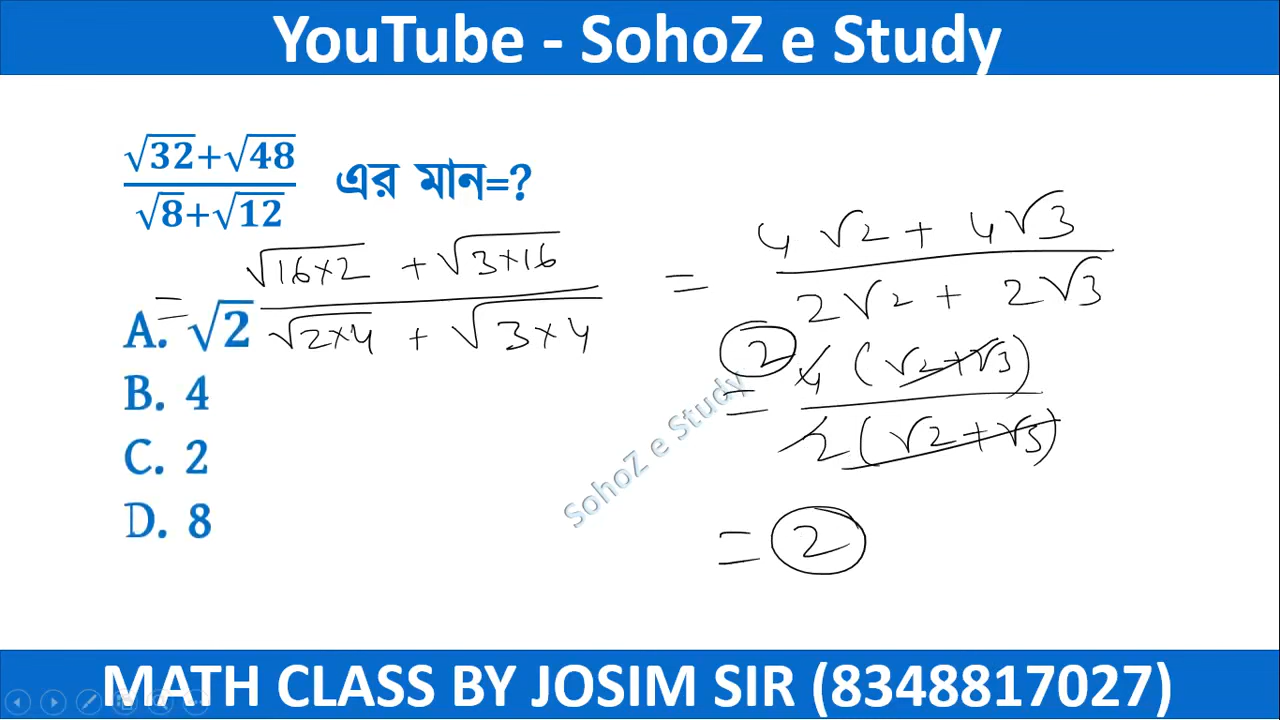 YouTube - SohoZ e Study
√32+√48 / √8+√12 এর মান=?
= √16×2 + √3×16 / √2×4 + √3×4
A. √2
B. 4
C. 2
D. 8
= 4√2 + 4√3 / 2√2 + 2√3
2
= 4(√2+√3) / 2(√2+√3)
= 2
SohoZ e Study
MATH CLASS BY JOSIM SIR (8348817027)